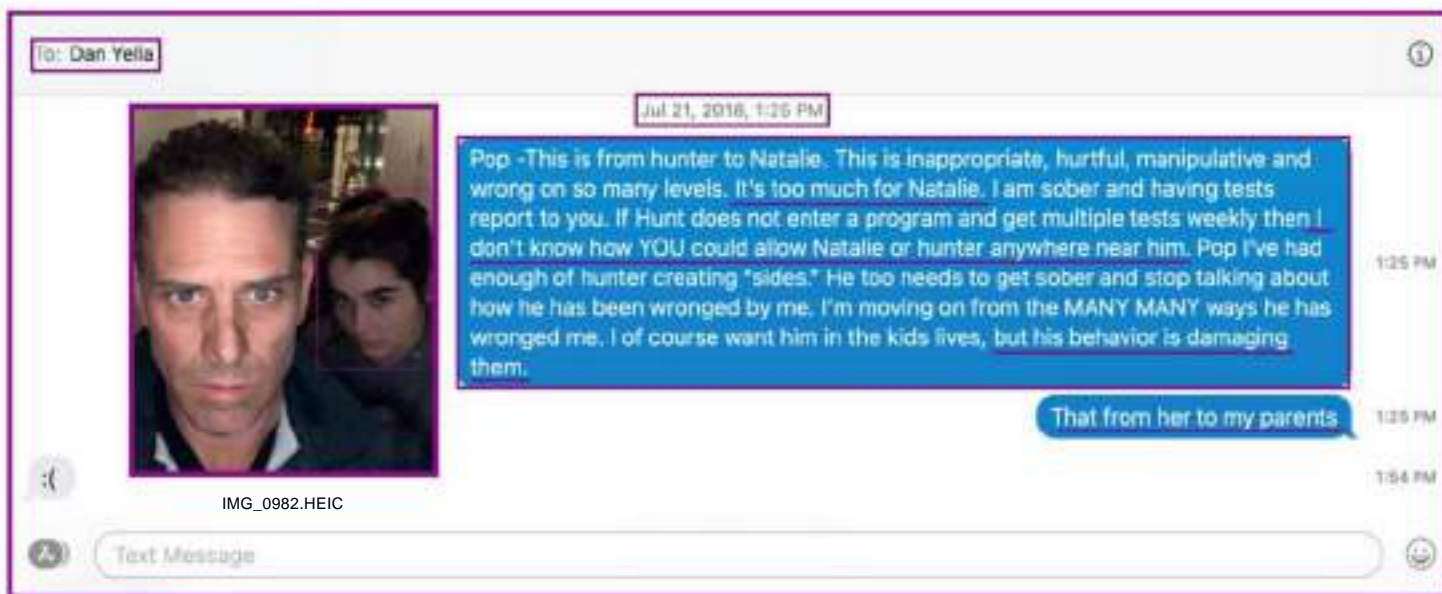 To: Dan Yella
Jul 21, 2018, 1:25 PM
Pop -This is from hunter to Natalie. This is inappropriate, hurtful, manipulative and
wrong on so many levels. It's too much for Natalie. I am sober and having tests
report to you. If Hunt does not enter a program and get multiple tests weekly then I
don't know how YOU could allow Natalie or hunter anywhere near him. Pop I've had
enough of hunter creating "sides." He too needs to get sober and stop talking about
how he has been wronged by me. I'm moving on from the MANY MANY ways he has
wronged me. I of course want him in the kids lives, but his behavior is damaging
them.
1:25 PM
That from her to my parents
1:25 PM
:(
1:54 PM
IMG_0982.HEIC
Text Message